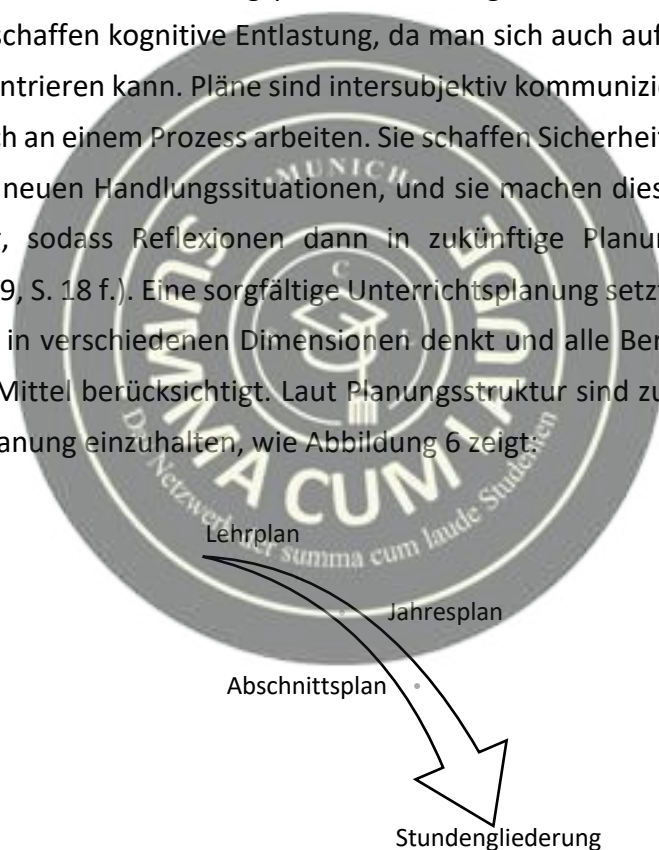 schaffen kognitive Entlastung, da man sich auch auf
ntrieren kann. Pläne sind intersubjektiv kommunizi
ch an einem Prozess arbeiten. Sie schaffen Sicherheit
neuen Handlungssituationen, und sie machen dies
, sodass Reflexionen dann in zukünftige Planu
9, S. 18 f.). Eine sorgfältige Unterrichtsplanung setzt
in verschiedenen Dimensionen denkt und alle Ber
Mittel berücksichtigt. Laut Planungsstruktur sind zu
anung einzuhalten, wie Abbildung 6 zeigt:
Lehrplan
Jahresplan
Abschnittsplan
Stundengliederung
SUMMA CUM LAUDE
Das Netzwerk der summa cum laude Studenten